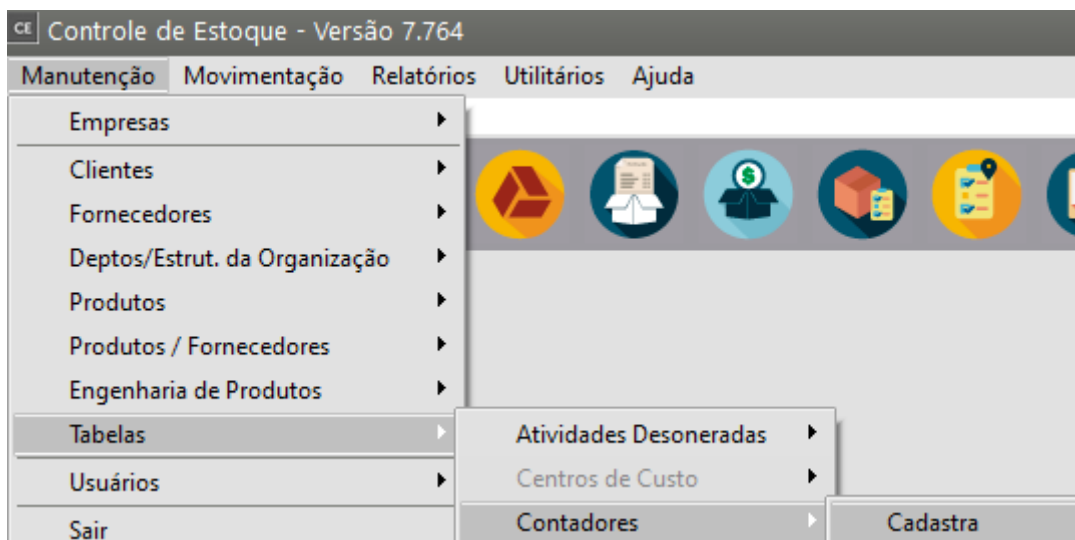 CE Controle de Estoque - Versão 7.764
Manutenção Movimentação Relatórios Utilitários Ajuda
Empresas
Clientes
Fornecedores
Deptos/Estrut. da Organização
Produtos
Produtos / Fornecedores
Engenharia de Produtos
Tabelas
Usuários
Sair
Atividades Desoneradas
Centros de Custo
Contadores
Cadastra